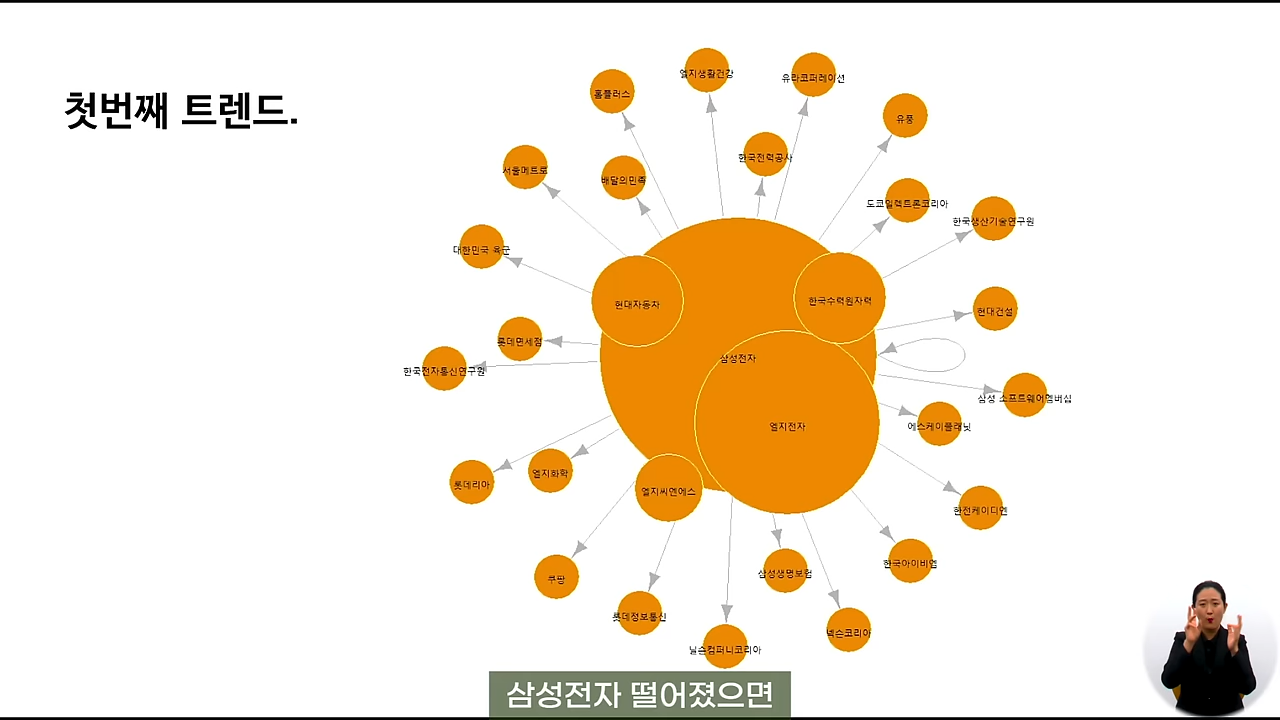 첫번째 트렌드.
엘지생활건강
유라코퍼레이션
홈플러스
유풍
한국전력공사
서울메트로
배달의민족
도쿄일렉트론코리아
한국생산기술연구원
대한민국 육군
현대자동차
한국수력원자력
현대건설
롯데면세점
삼성전자
한국전자통신연구원
삼성 소프트웨어멤버십
엘지전자
에스케이플래닛
엘지화학
롯데리아
엘지씨엔에스
한전케이디엔
한국아이비엠
삼성생명보험
쿠팡
롯데정보통신
넥슨코리아
닐슨컴퍼니코리아
삼성전자 떨어졌으면